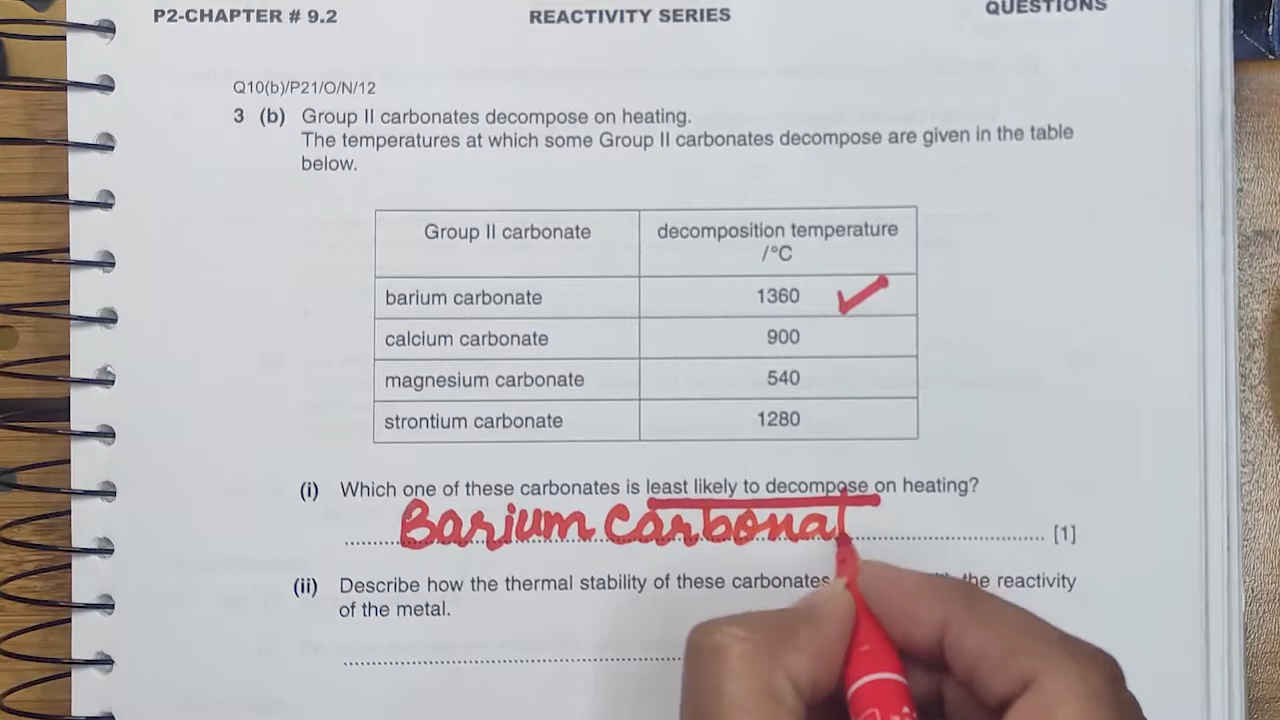 P2-CHAPTER # 9.2 REACTIVITY SERIES QUESTIONS
Q10(b)/P21/O/N/12
3 (b) Group II carbonates decompose on heating.
The temperatures at which some Group II carbonates decompose are given in the table
below.
Group II carbonate decomposition temperature
/°C
barium carbonate 1360
calcium carbonate 900
magnesium carbonate 540
strontium carbonate 1280
(i) Which one of these carbonates is least likely to decompose on heating?
Barium Carbonat
[1]
(ii) Describe how the thermal stability of these carbonates the reactivity
of the metal.